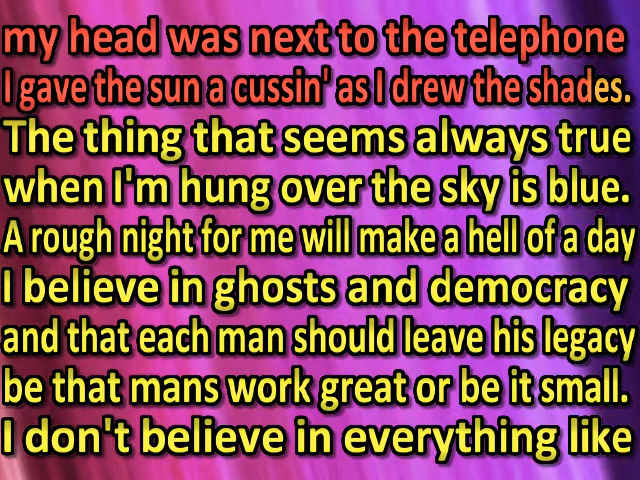 my head was next to the telephone
I gave the sun a cussin' as I drew the shades.
The thing that seems always true
when I'm hung over the sky is blue.
A rough night for me will make a hell of a day
I believe in ghosts and democracy
and that each man should leave his legacy
be that mans work great or be it small.
I don't believe in everything like